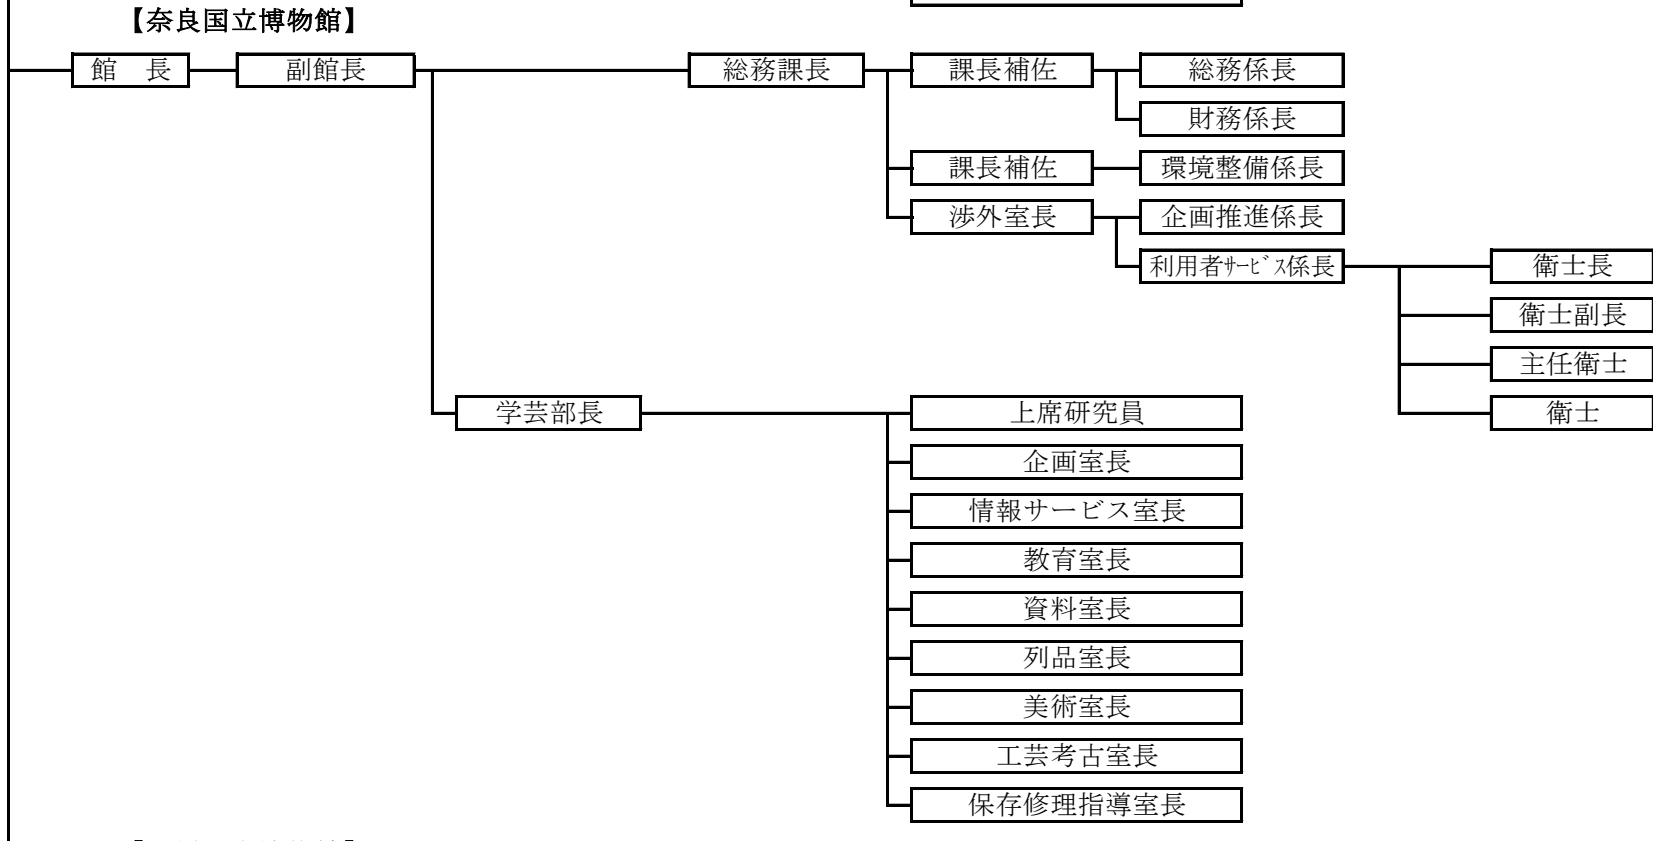 【奈良国立博物館】
館　長
副館長
総務課長
課長補佐
総務係長
財務係長
課長補佐
環境整備係長
渉外室長
企画推進係長
利用者ｻｰﾋﾞｽ係長
衛士長
衛士副長
主任衛士
衛士
学芸部長
上席研究員
企画室長
情報サービス室長
教育室長
資料室長
列品室長
美術室長
工芸考古室長
保存修理指導室長